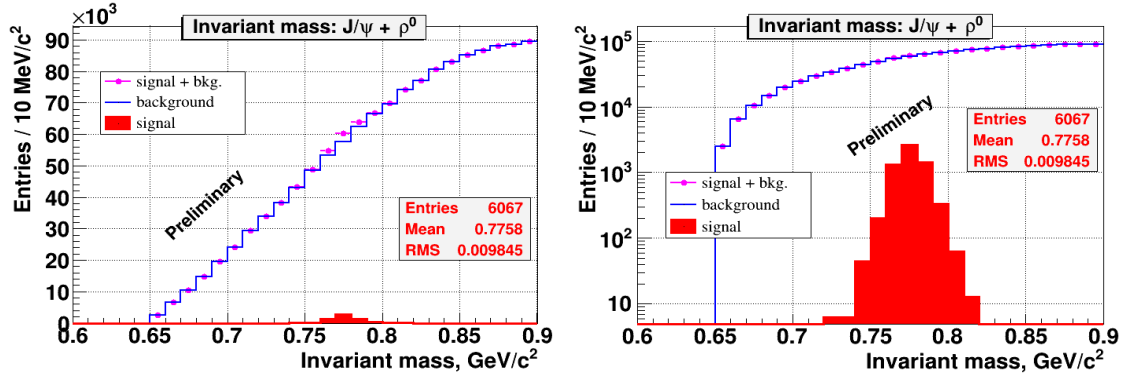 ×10³
Invariant mass: J/ψ + ρ⁰
Entries / 10 MeV/c²
90
80
70
60
50
40
30
20
10
0
signal + bkg.
background
signal
Preliminary
Entries 6067
Mean 0.7758
RMS 0.009845
0.6 0.65 0.7 0.75 0.8 0.85 0.9
Invariant mass, GeV/c²
Invariant mass: J/ψ + ρ⁰
Entries / 10 MeV/c²
10⁵
10⁴
10³
10²
10
Preliminary
Entries 6067
Mean 0.7758
RMS 0.009845
signal + bkg.
background
signal
0.6 0.65 0.7 0.75 0.8 0.85 0.9
Invariant mass, GeV/c²